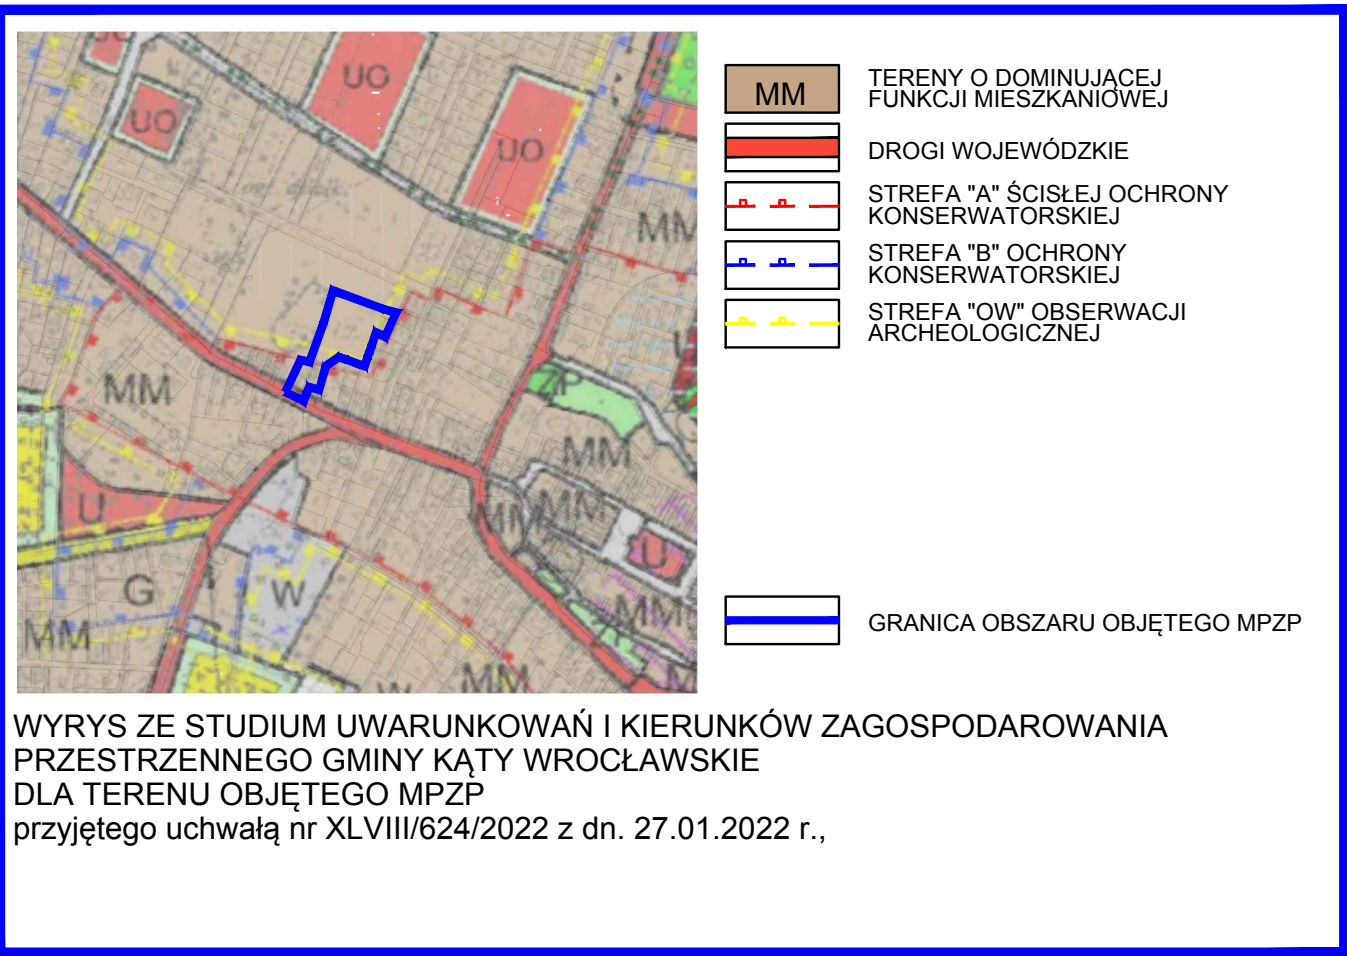 UO
UO
UO
MM
MM
ZP
MM
MM
MM
U
U
G
W
MM
MM
MM
MM
TERENY O DOMINUJĄCEJ
FUNKCJI MIESZKANIOWEJ
DROGI WOJEWÓDZKIE
STREFA "A" ŚCISŁEJ OCHRONY
KONSERWATORSKIEJ
STREFA "B" OCHRONY
KONSERWATORSKIEJ
STREFA "OW" OBSERWACJI
ARCHEOLOGICZNEJ
GRANICA OBSZARU OBJĘTEGO MPZP
WYRYS ZE STUDIUM UWARUNKOWAŃ I KIERUNKÓW ZAGOSPODAROWANIA
PRZESTRZENNEGO GMINY KĄTY WROCŁAWSKIE
DLA TERENU OBJĘTEGO MPZP
przyjętego uchwałą nr XLVIII/624/2022 z dn. 27.01.2022 r.,